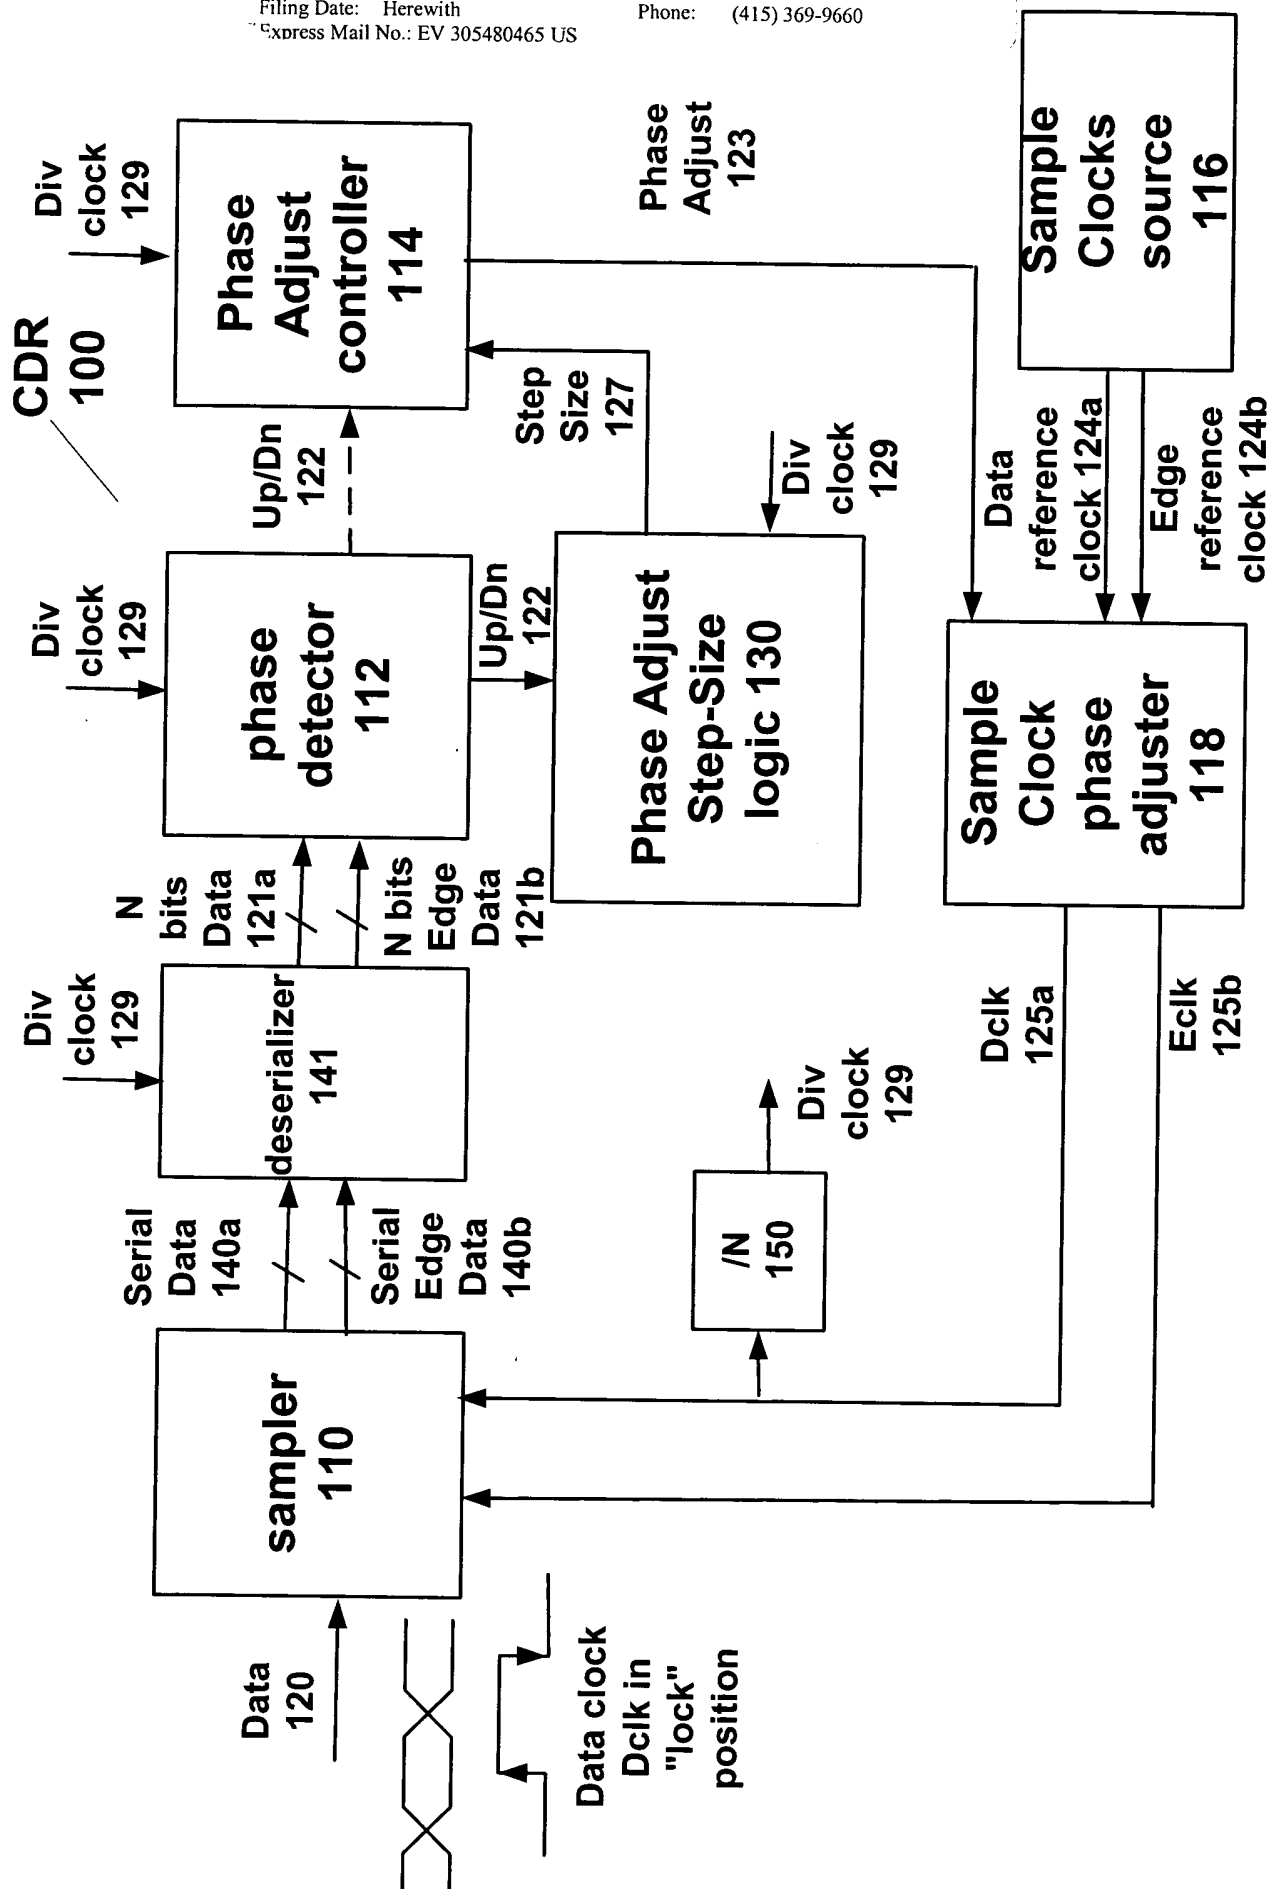 Filing Date: Herewith
Phone: (415) 369-9660
Express Mail No.: EV 305480465 US
CDR
100
Data
120
Data clock
Dclk in
"lock"
position
sampler
110
Serial
Data
140a
Serial
Edge
Data
140b
Div
clock
129
deserializer
141
N
bits
Data
121a
N bits
Edge
Data
121b
Div
clock
129
phase
detector
112
Up/Dn
122
Up/Dn
122
Div
clock
129
Phase
Adjust
controller
114
Step
Size
127
Phase Adjust
Step-Size
logic 130
Div
clock
129
Phase
Adjust
123
/N
150
Div
clock
129
Dclk
125a
Eclk
125b
Sample
Clock
phase
adjuster
118
Data
reference
clock 124a
Edge
reference
clock 124b
Sample
Clocks
source
116